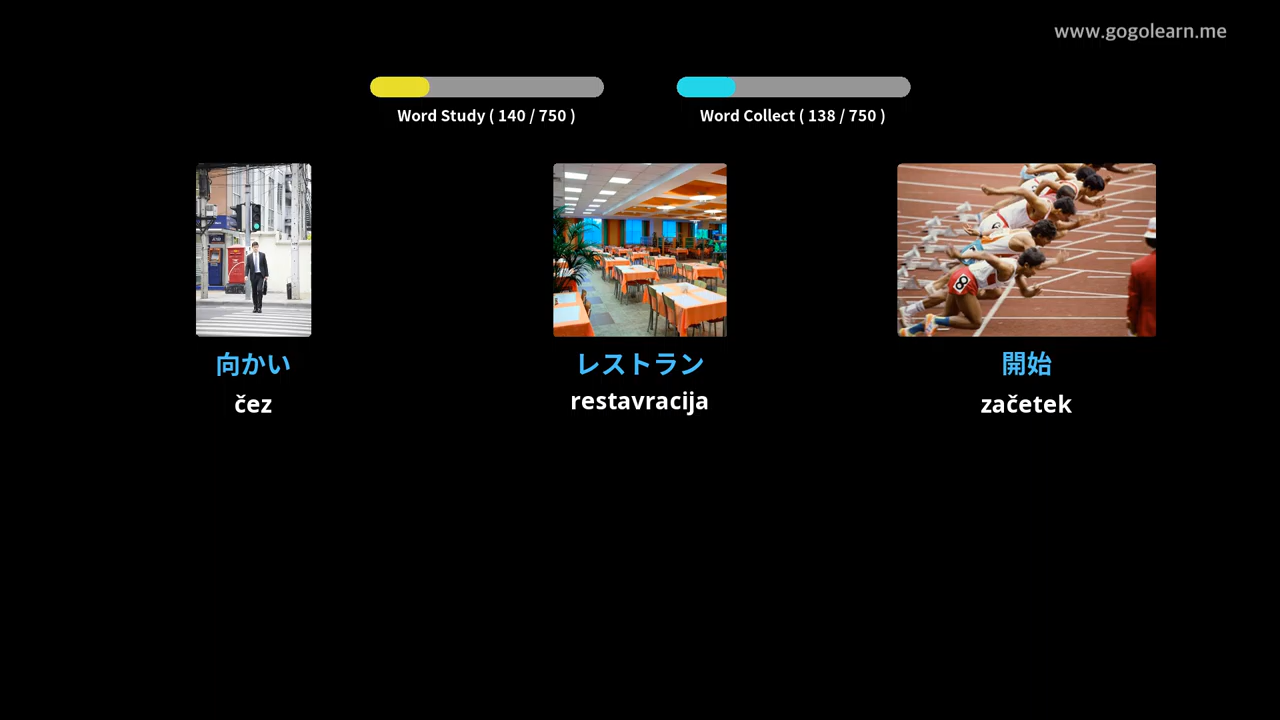 www.gogolearn.me
Word Study ( 140 / 750 )
Word Collect ( 138 / 750 )
向かい
レストラン
開始
čez
restavracija
začetek
8